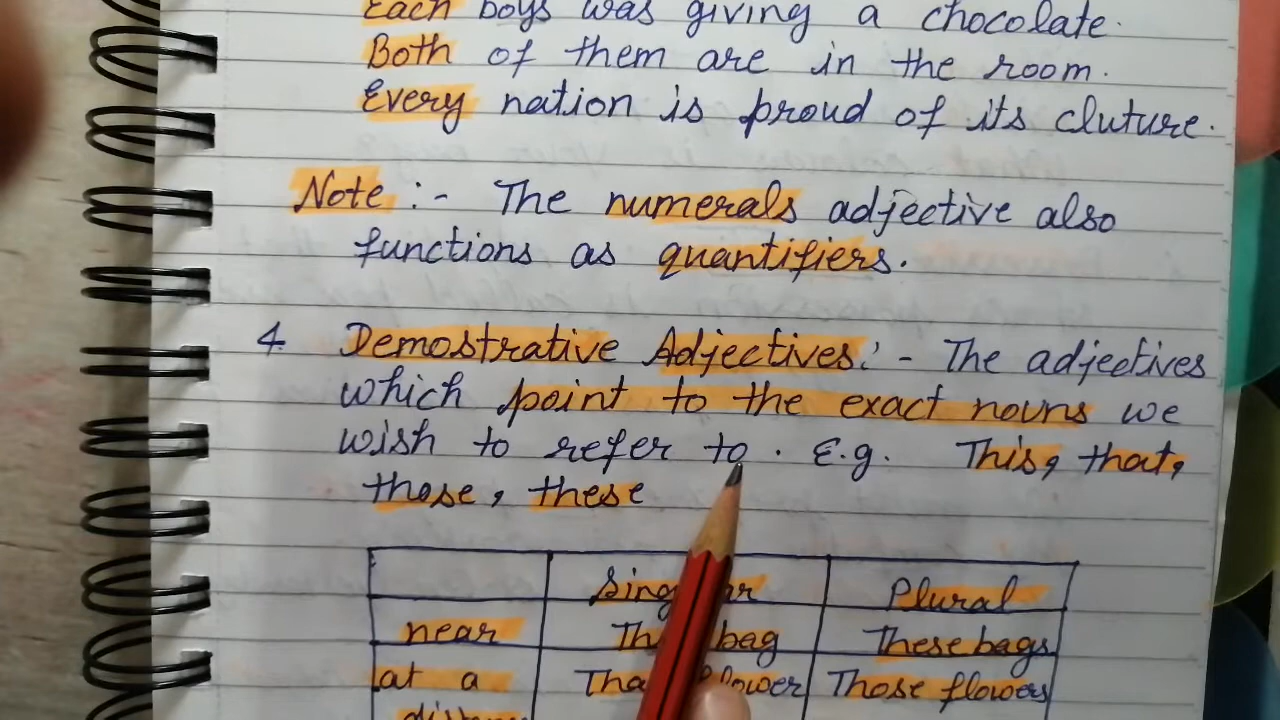 Each boys was giving a chocolate.
Both of them are in the room.
Every nation is proud of its cluture.
Note :- The numerals adjective also
functions as quantifiers.
4. Demostrative Adjectives:- The adjectives
which point to the exact nouns we
wish to refer to. E.g. This, that,
those, these
Plural
near bag These bags
at a Those flowers